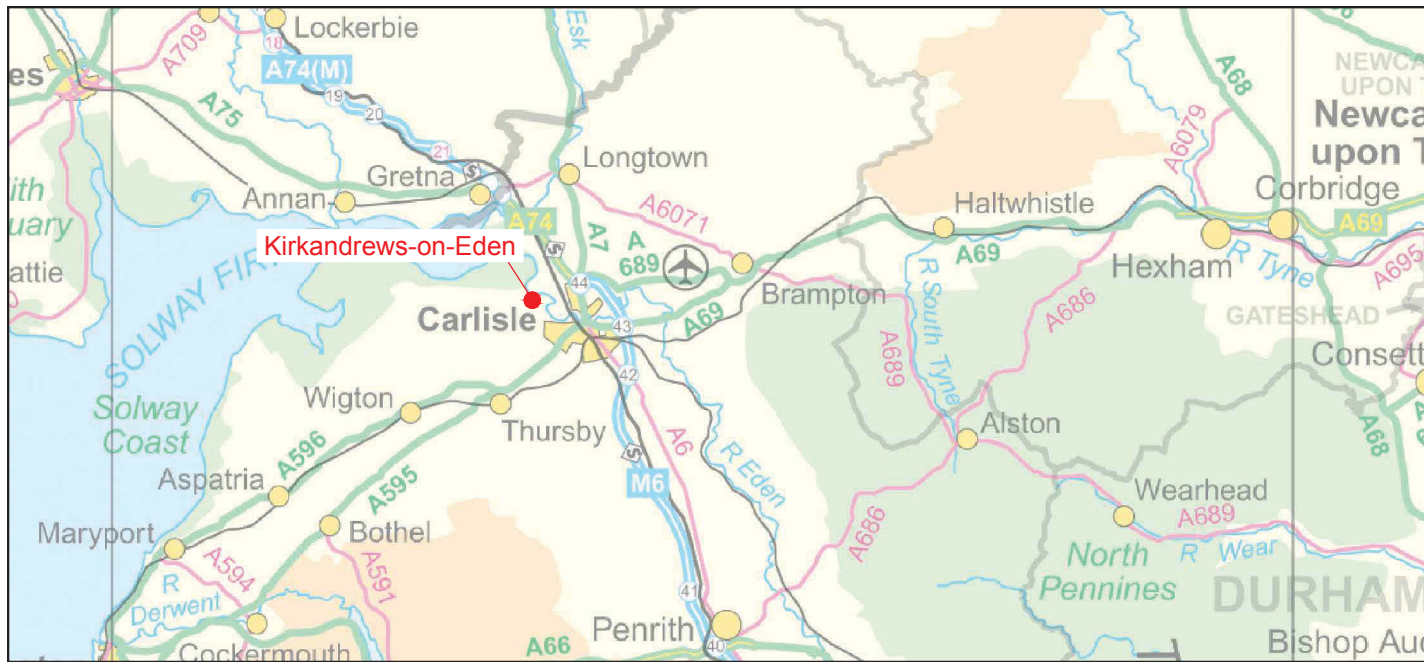 Lockerbie
A709
18
A74(M)
19
20
21
es
A75
Esk
A68
NEWCA
UPON T
Newca
upon T
A6079
Gretna
Longtown
Annan
ith
uary
A74
A7
A6071
A
689
Haltwhistle
Corbridge
A69
A69
Kirkandrews-on-Eden
attie
SOLWAY FIR
S
S
44
Hexham
R Tyne
A695
Brampton
Carlisle
43
A69
R South Tyne
A686
GATESHEAD
42
A689
Consett
Wigton
Solway
Coast
Thursby
A6
Alston
A68
A596
S
R Eden
Aspatria
A595
M6
Wearhead
A689
Maryport
Bothel
A686
North
Pennines
R Wear
A594
A591
R
Derwent
41
DURHAM
Penrith
40
A66
Cockermouth
Bishop Auc